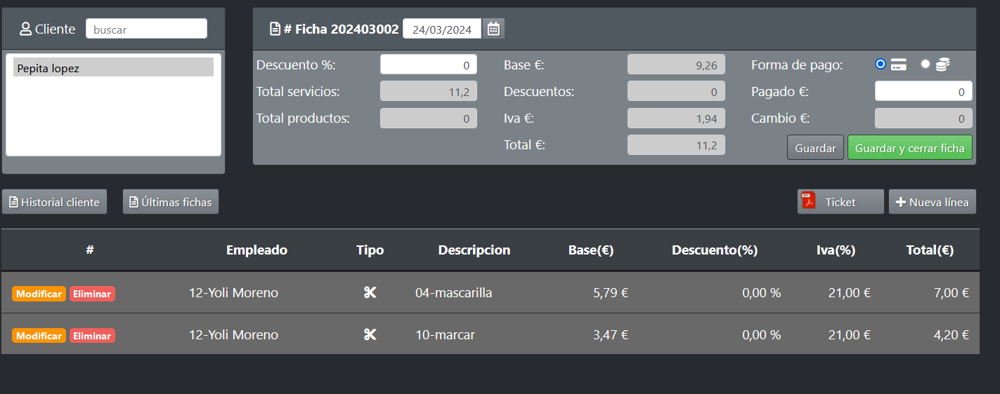 Cliente buscar
Pepita lopez
# Ficha 202403002 24/03/2024
Descuento %: 0 Base €: 9,26 Forma de pago:
Total servicios: 11,2 Descuentos: 0 Pagado €: 0
Total productos: 0 Iva €: 1,94 Cambio €: 0
Total €: 11,2 Guardar Guardar y cerrar ficha
Historial cliente Últimas fichas Ticket Nueva línea
# Empleado Tipo Descripcion Base(€) Descuento(%) Iva(%) Total(€)
Modificar Eliminar 12-Yoli Moreno 04-mascarilla 5,79 € 0,00 % 21,00 € 7,00 €
Modificar Eliminar 12-Yoli Moreno 10-marcar 3,47 € 0,00 % 21,00 € 4,20 €